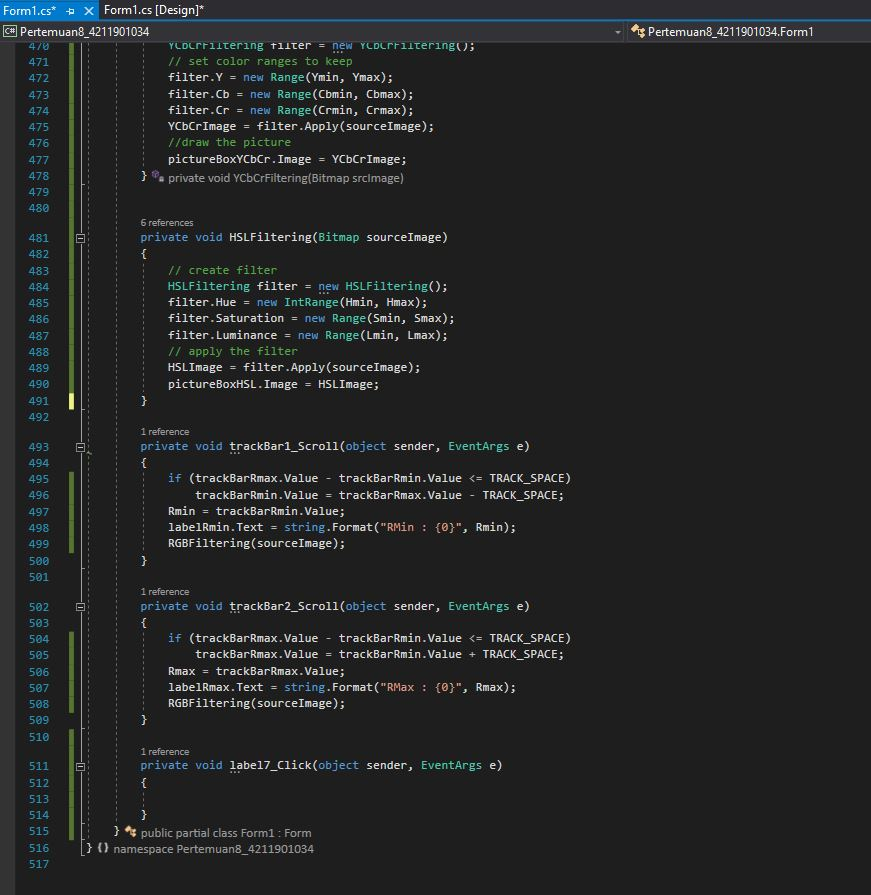 Form1.cs* Form1.cs [Design]*
C# Pertemuan8_4211901034 Pertemuan8_4211901034.Form1
470 YCbCrFiltering filter = new YCbCrFiltering();
471 // set color ranges to keep
472 filter.Y = new Range(Ymin, Ymax);
473 filter.Cb = new Range(Cbmin, Cbmax);
474 filter.Cr = new Range(Crmin, Crmax);
475 YCbCrImage = filter.Apply(sourceImage);
476 //draw the picture
477 pictureBoxYCbCr.Image = YCbCrImage;
478 } private void YCbCrFiltering(Bitmap srcImage)
479
480
6 references
481 private void HSLFiltering(Bitmap sourceImage)
482 {
483 // create filter
484 HSLFiltering filter = new HSLFiltering();
485 filter.Hue = new IntRange(Hmin, Hmax);
486 filter.Saturation = new Range(Smin, Smax);
487 filter.Luminance = new Range(Lmin, Lmax);
488 // apply the filter
489 HSLImage = filter.Apply(sourceImage);
490 pictureBoxHSL.Image = HSLImage;
491 }
492
1 reference
493 private void trackBar1_Scroll(object sender, EventArgs e)
494 {
495 if (trackBarRmax.Value - trackBarRmin.Value <= TRACK_SPACE)
496 trackBarRmin.Value = trackBarRmax.Value - TRACK_SPACE;
497 Rmin = trackBarRmin.Value;
498 labelRmin.Text = string.Format("RMin : {0}", Rmin);
499 RGBFiltering(sourceImage);
500 }
501
1 reference
502 private void trackBar2_Scroll(object sender, EventArgs e)
503 {
504 if (trackBarRmax.Value - trackBarRmin.Value <= TRACK_SPACE)
505 trackBarRmax.Value = trackBarRmin.Value + TRACK_SPACE;
506 Rmax = trackBarRmax.Value;
507 labelRmax.Text = string.Format("RMax : {0}", Rmax);
508 RGBFiltering(sourceImage);
509 }
510
1 reference
511 private void label7_Click(object sender, EventArgs e)
512 {
513
514 }
515 } public partial class Form1 : Form
516 } {} namespace Pertemuan8_4211901034
517